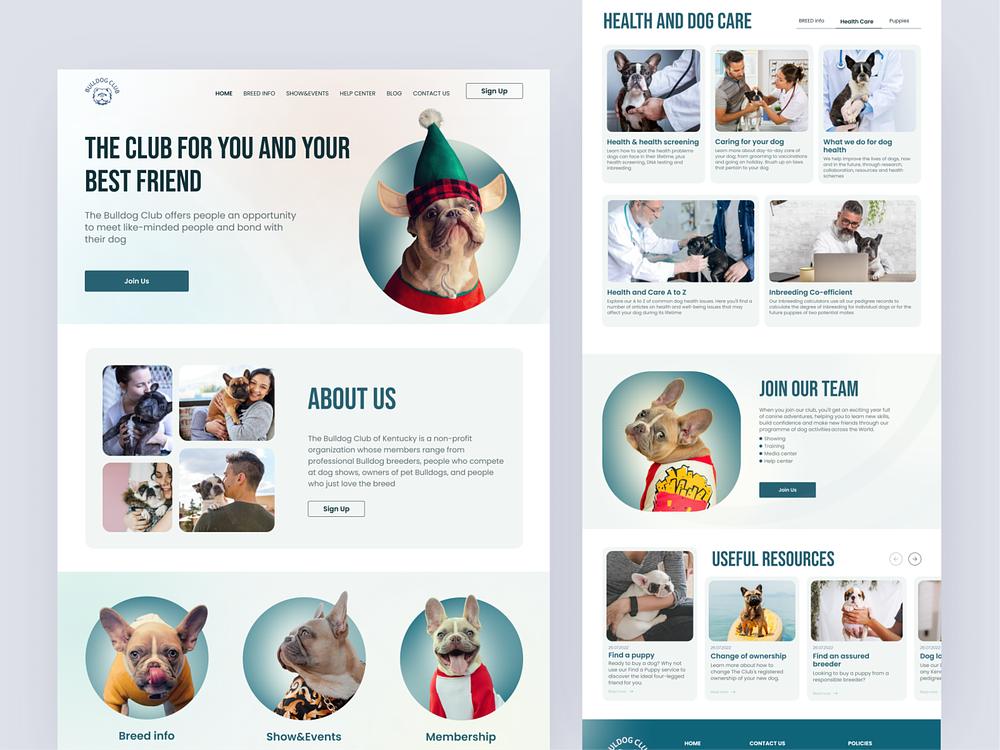 BULLDOG CLUB
HOME
BREED INFO
SHOW&EVENTS
HELP CENTER
BLOG
CONTACT US
Sign Up
THE CLUB FOR YOU AND YOUR
BEST FRIEND
The Bulldog Club offers people an opportunity
to meet like-minded people and bond with
their dog
Join Us
ABOUT US
The Bulldog Club of Kentucky is a non-profit
organization whose members range from
professional Bulldog breeders, people who compete
at dog shows, owners of pet Bulldogs, and people
who just love the breed
Sign Up
Breed info
Show&Events
Membership
HEALTH AND DOG CARE
BREED info
Health Care
Puppies
Health & health screening
Learn how to spot the health problems
dogs can face in their lifetime, plus
health screening, DNA testing and
inbreeding
Caring for your dog
Learn more about day-to-day care of
your dog; from grooming to vaccinations
and going on holiday. Brush up on laws
that pertain to your dog
What we do for dog
health
We help improve the lives of dogs, now
and in the future, through research,
collaboration, resources and health
schemes
Health and Care A to Z
Explore our A to Z of common dog health issues. Here you'll find a
number of articles on health and well-being issues that may
affect your dog during its lifetime
Inbreeding Co-efficient
Our Inbreeding calculators use all our pedigree records to
calculate the degree of inbreeding for individual dogs or for the
future puppies of two potential mates
JOIN OUR TEAM
When you join our club, you'll get an exciting year full
of canine adventures, helping you to learn new skills,
build confidence and make new friends through our
programme of dog activities across the World.
Showing
Training
Media center
Help center
Join Us
USEFUL RESOURCES
26.07.2022
Find a puppy
Ready to buy a dog? Why not
use our Find a Puppy service to
discover the ideal four-legged
friend for you.
Read more
26.07.2022
Change of ownership
Learn more about how to
change The Club's registered
ownership of your new dog.
Read more
26.07.2022
Find an assured
breeder
Looking to buy a puppy from a
responsible breeder?
Read more
26.07.2022
Dog lo
Use our
any Ken
pedigree
Read more
BULLDOG CLUB
HOME
CONTACT US
POLICIES